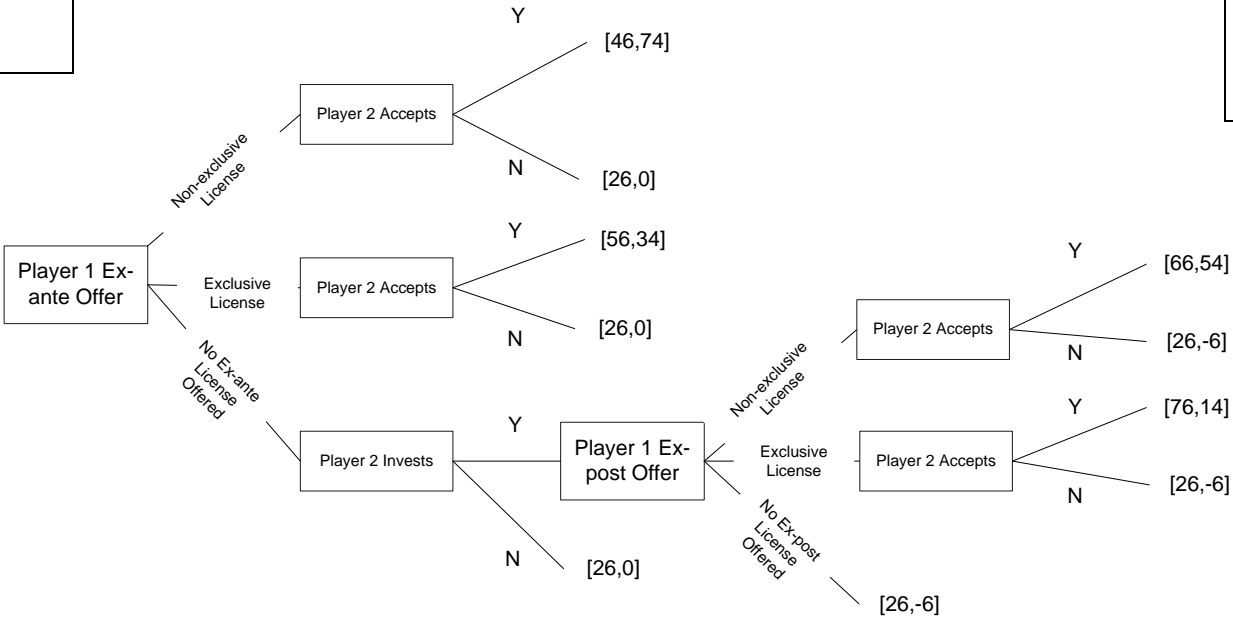 Y
[46,74]
Player 2 Accepts
Non-exclusive
License
N
[26,0]
Y
[56,34]
Player 1 Ex-
ante Offer
Exclusive
License
Player 2 Accepts
N
[26,0]
No Ex-ante
License
Offered
Player 2 Invests
Y
N
[26,0]
Player 1 Ex-
post Offer
Non-exclusive
License
Player 2 Accepts
Y
[66,54]
N
[26,-6]
Exclusive
License
Player 2 Accepts
Y
[76,14]
N
[26,-6]
No Ex-post
License
Offered
[26,-6]